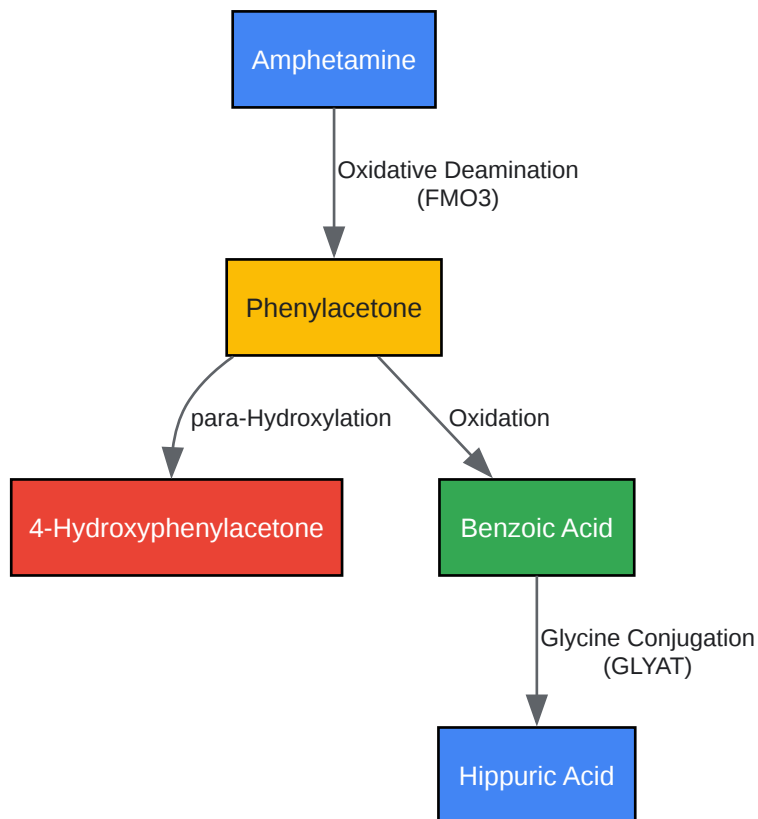 Amphetamine
Oxidative Deamination
(FMO3)
Phenylacetone
para-Hydroxylation
Oxidation
4-Hydroxyphenylacetone
Benzoic Acid
Glycine Conjugation
(GLYAT)
Hippuric Acid